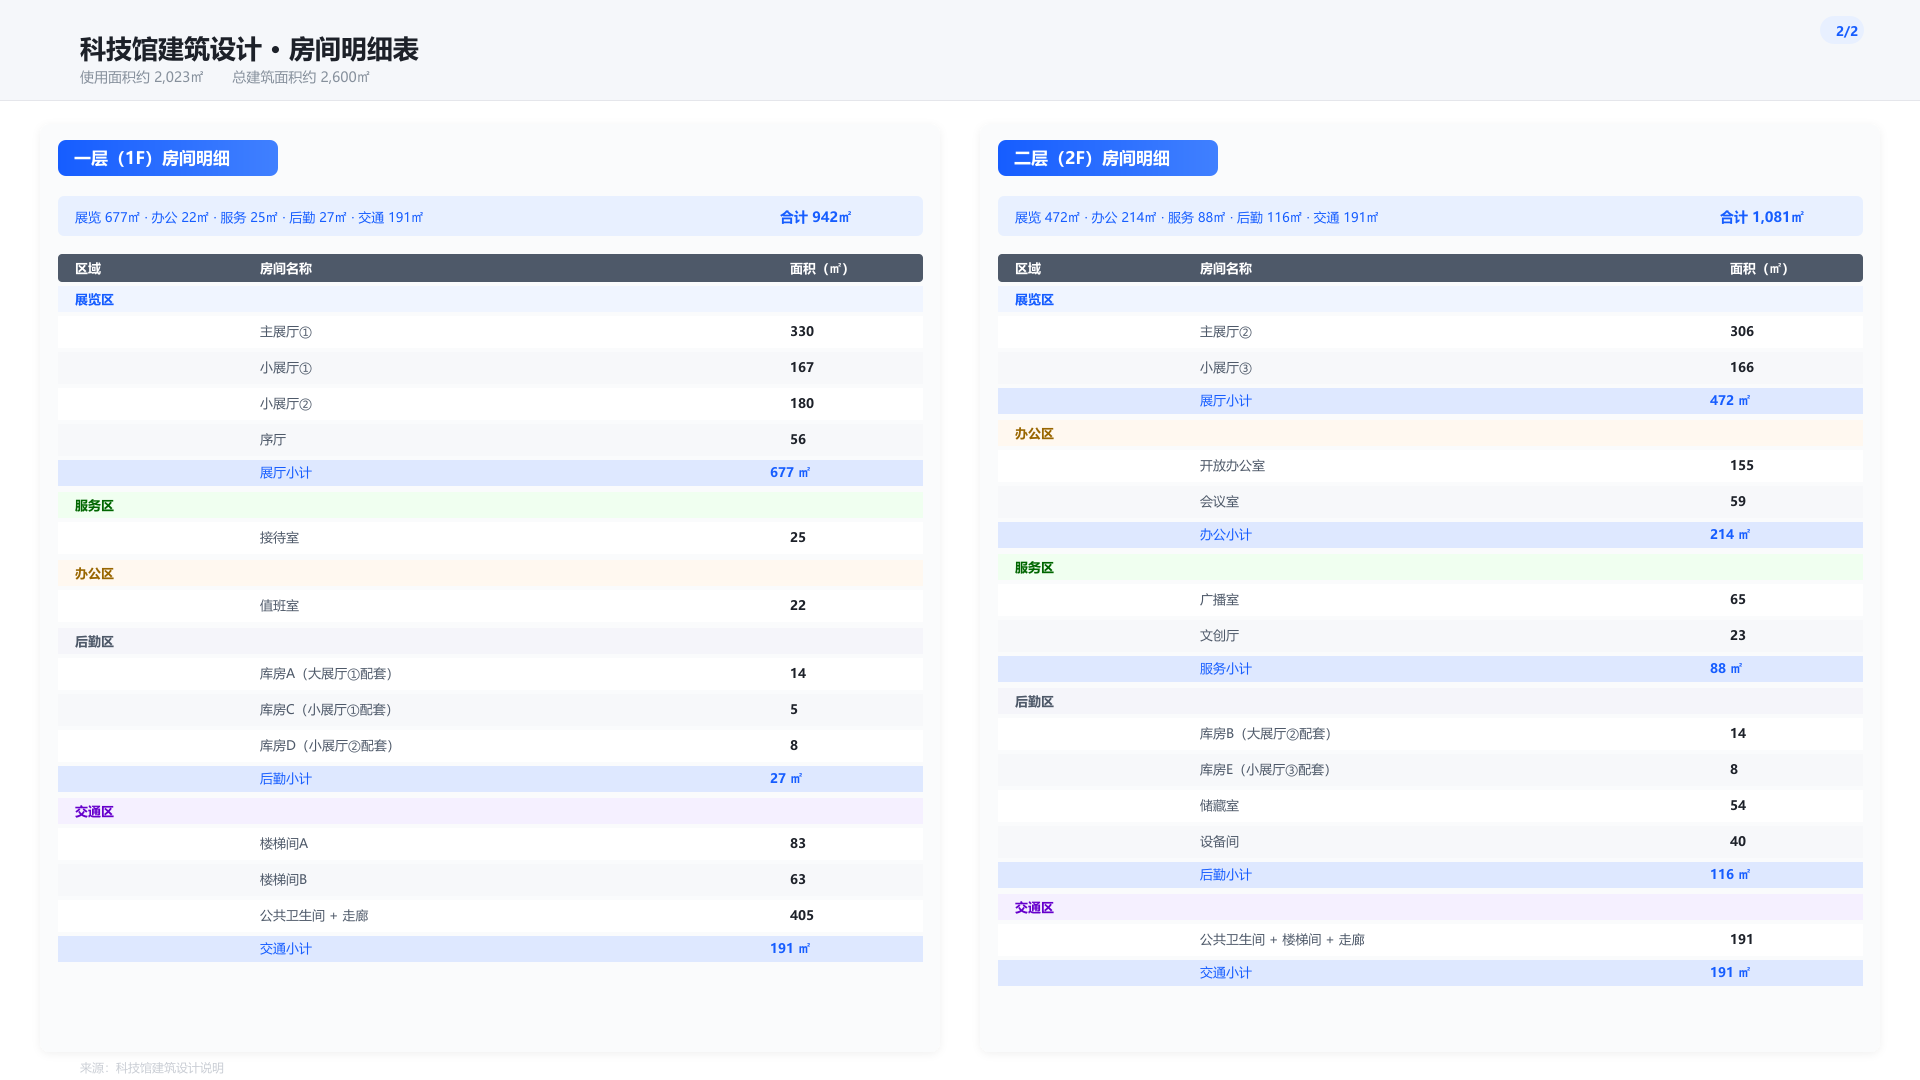 科技馆建筑设计 · 房间明细表
2/2
使用面积约 2,023㎡ 总建筑面积约 2,600㎡
一层（1F）房间明细
展览 677㎡ · 办公 22㎡ · 服务 25㎡ · 后勤 27㎡ · 交通 191㎡ 合计 942㎡
区域 房间名称 面积（㎡）
展览区
主展厅① 330
小展厅① 167
小展厅② 180
序厅 56
展厅小计 677 ㎡
服务区
接待室 25
办公区
值班室 22
后勤区
库房A（大展厅①配套） 14
库房C（小展厅①配套） 5
库房D（小展厅②配套） 8
后勤小计 27 ㎡
交通区
楼梯间A 83
楼梯间B 63
公共卫生间 + 走廊 405
交通小计 191 ㎡
二层（2F）房间明细
展览 472㎡ · 办公 214㎡ · 服务 88㎡ · 后勤 116㎡ · 交通 191㎡ 合计 1,081㎡
区域 房间名称 面积（㎡）
展览区
主展厅② 306
小展厅③ 166
展厅小计 472 ㎡
办公区
开放办公室 155
会议室 59
办公小计 214 ㎡
服务区
广播室 65
文创厅 23
服务小计 88 ㎡
后勤区
库房B（大展厅②配套） 14
库房E（小展厅③配套） 8
储藏室 54
设备间 40
后勤小计 116 ㎡
交通区
公共卫生间 + 楼梯间 + 走廊 191
交通小计 191 ㎡
来源：科技馆建筑设计说明